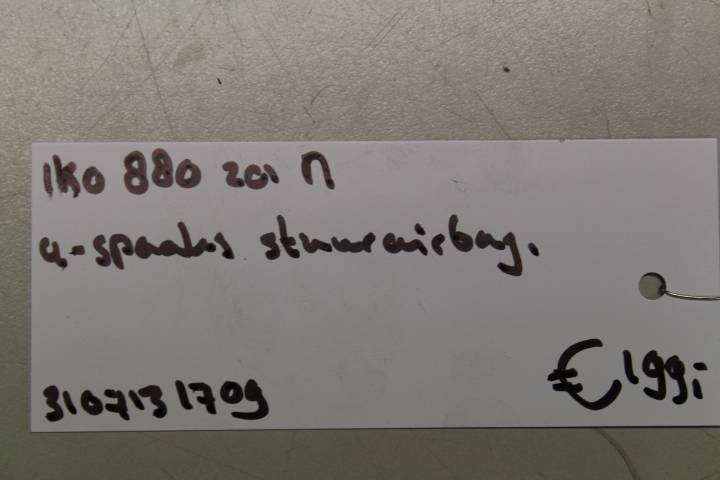 1K0 880 201 N
4-spaaks stuurairbag.
3107131709
€199,-